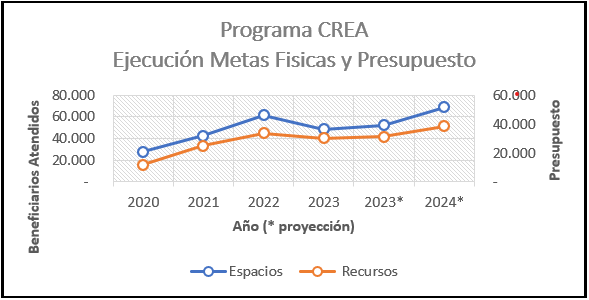 Programa CREA
Ejecución Metas Fisicas y Presupuesto
Beneficiarios Atendidos
80.000
60.000
40.000
20.000
-
60.000
40.000
20.000
-
Presupuesto
2020 2021 2022 2023 2023* 2024*
Año (* proyección)
Espacios Recursos